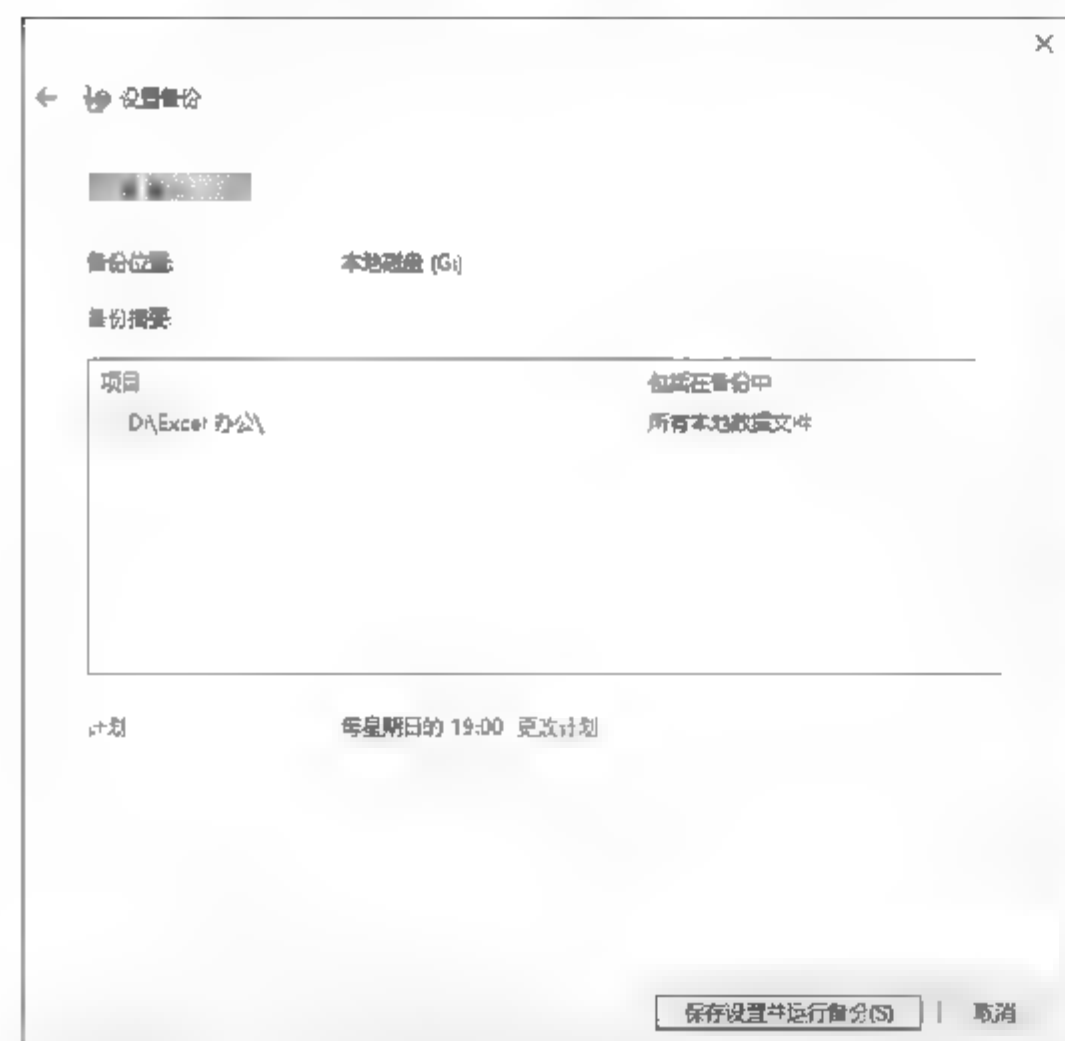 设置备份
备份位置: 本地磁盘 (G:)
备份摘要:
项目 包括在备份中
D:\Excel 办公\ 所有本地数据文件
计划: 每星期日的 19:00 更改计划
保存设置并运行备份(S) 取消